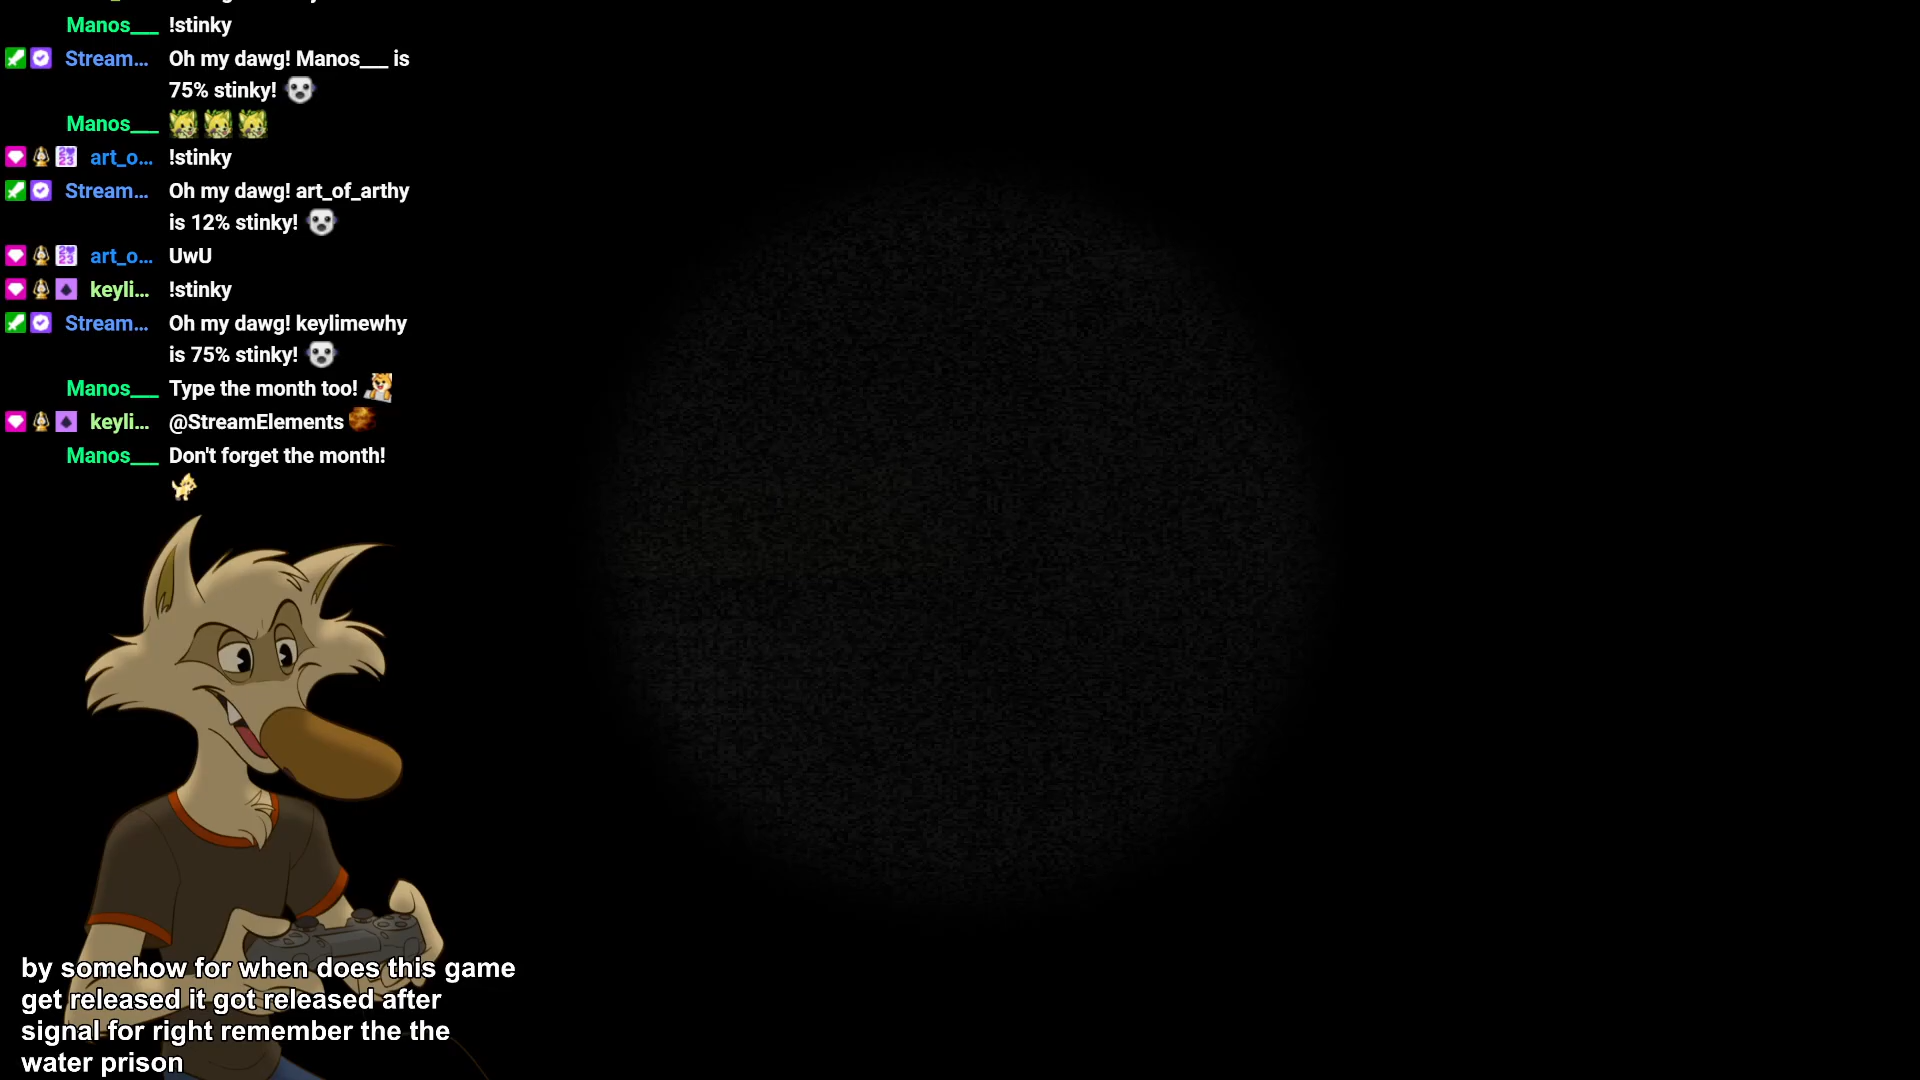 Manos___ !stinky
Stream... Oh my dawg! Manos___ is
75% stinky!
Manos___
art_o... !stinky
Stream... Oh my dawg! art_of_arthy
is 12% stinky!
art_o... UwU
keyli... !stinky
Stream... Oh my dawg! keylimewhy
is 75% stinky!
Manos___ Type the month too!
keyli... @StreamElements
Manos___ Don't forget the month!
by somehow for when does this game
get released it got released after
signal for right remember the the
water prison